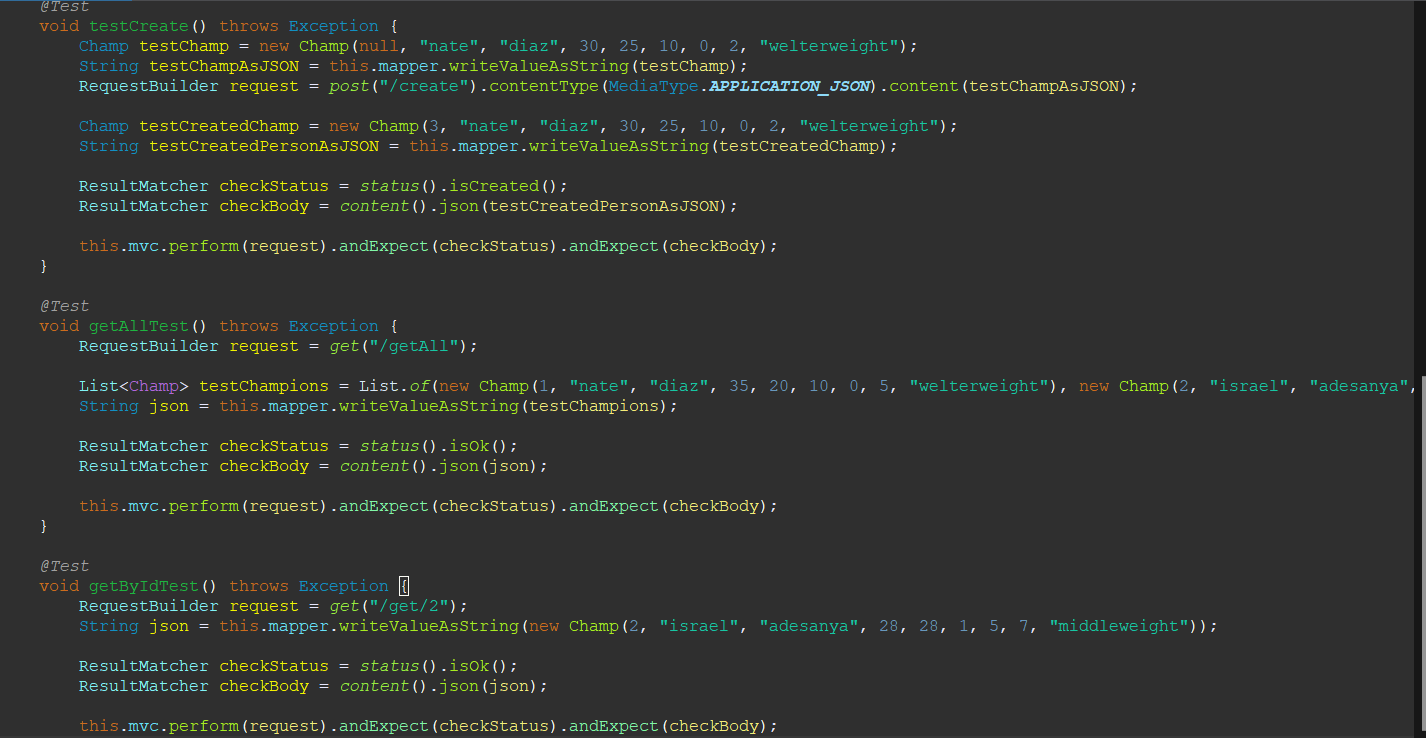 @Test
void testCreate() throws Exception {
Champ testChamp = new Champ(null, "nate", "diaz", 30, 25, 10, 0, 2, "welterweight");
String testChampAsJSON = this.mapper.writeValueAsString(testChamp);
RequestBuilder request = post("/create").contentType(MediaType.APPLICATION_JSON).content(testChampAsJSON);
Champ testCreatedChamp = new Champ(3, "nate", "diaz", 30, 25, 10, 0, 2, "welterweight");
String testCreatedPersonAsJSON = this.mapper.writeValueAsString(testCreatedChamp);
ResultMatcher checkStatus = status().isCreated();
ResultMatcher checkBody = content().json(testCreatedPersonAsJSON);
this.mvc.perform(request).andExpect(checkStatus).andExpect(checkBody);
}
@Test
void getAllTest() throws Exception {
RequestBuilder request = get("/getAll");
List<Champ> testChampions = List.of(new Champ(1, "nate", "diaz", 35, 20, 10, 0, 5, "welterweight"), new Champ(2, "israel", "adesanya",
String json = this.mapper.writeValueAsString(testChampions);
ResultMatcher checkStatus = status().isOk();
ResultMatcher checkBody = content().json(json);
this.mvc.perform(request).andExpect(checkStatus).andExpect(checkBody);
}
@Test
void getByIdTest() throws Exception {
RequestBuilder request = get("/get/2");
String json = this.mapper.writeValueAsString(new Champ(2, "israel", "adesanya", 28, 28, 1, 5, 7, "middleweight"));
ResultMatcher checkStatus = status().isOk();
ResultMatcher checkBody = content().json(json);
this.mvc.perform(request).andExpect(checkStatus).andExpect(checkBody);